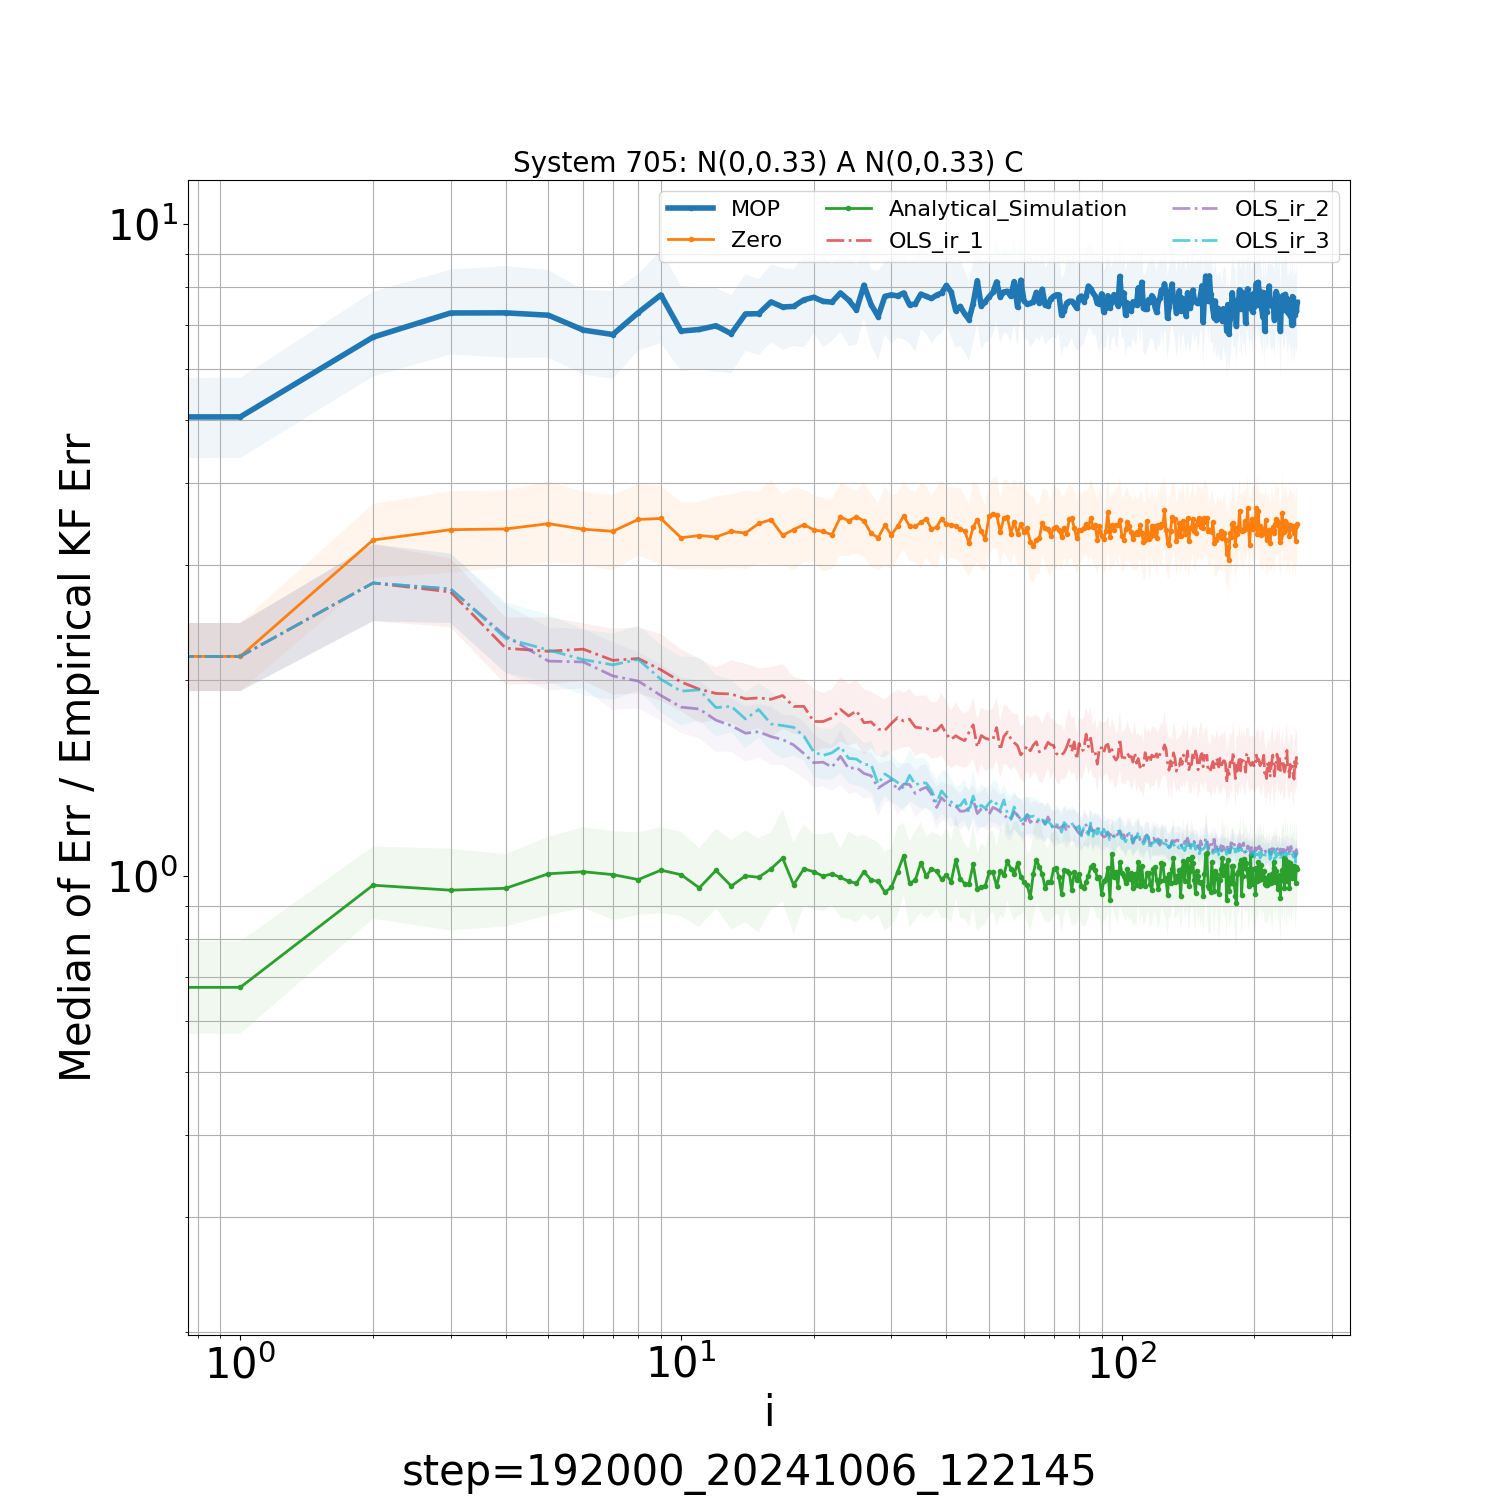 System 705: N(0,0.33) A N(0,0.33) C
MOP
Zero
Analytical_Simulation
OLS_ir_1
OLS_ir_2
OLS_ir_3
Median of Err / Empirical KF Err
10¹
10⁰
10⁰ 10¹ 10²
i
step=192000_20241006_122145